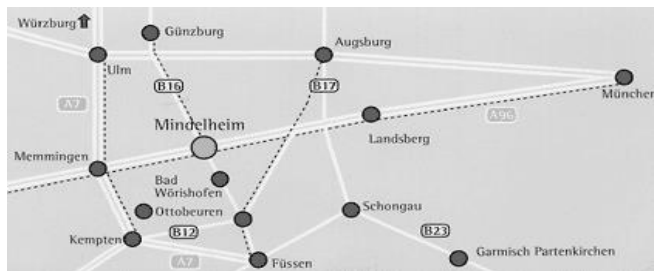 Würzburg
Günzburg
Augsburg
Ulm
B16
B17
München
A7
Mindelheim
A96
Landsberg
Memmingen
Bad
Wörishofen
Ottobeuren
Schongau
B12
B23
Kempten
A7
Füssen
Garmisch Partenkirchen